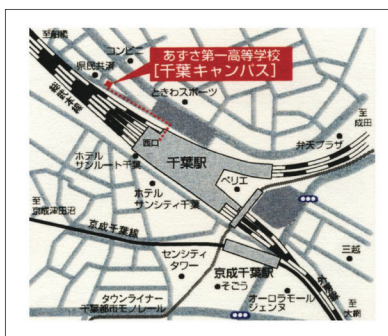 至船橋
コンビニ
県民共済
あずさ第一高等学校
[千葉キャンパス]
ときわスポーツ
総武本線
至
成田
西口
千葉駅
弁天プラザ
ホテル
サンルート千葉
ペリエ
ホテル
サンシティ千葉
至
京成津田沼
京成千葉線
センシティ
タワー
京成千葉駅
そごう
三越
オーロラモール
ジェンヌ
タウンライナー
千葉都市モノレール
至
大網